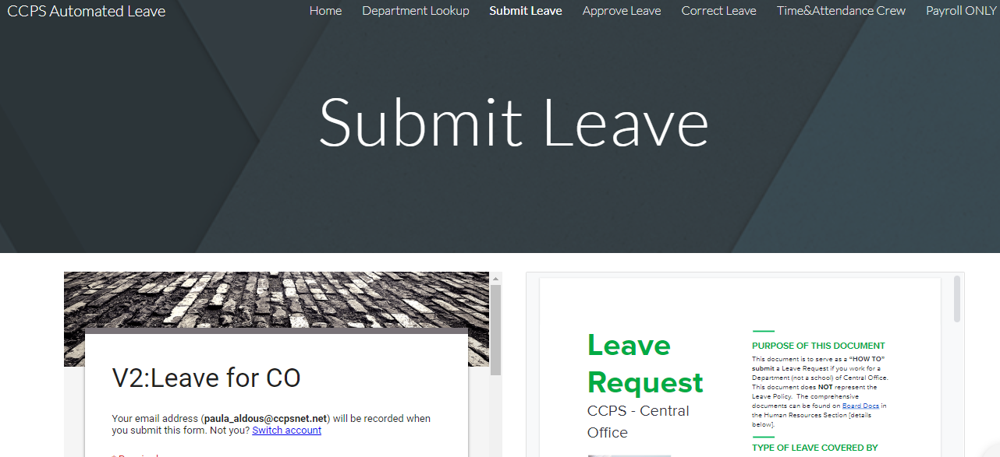 CCPS Automated Leave
Home Department Lookup Submit Leave Approve Leave Correct Leave Time&Attendance Crew Payroll ONLY
Submit Leave
V2:Leave for CO
Your email address (paula_aldous@ccpsnet.net) will be recorded when
you submit this form. Not you? Switch account
* Required
Leave
Request
CCPS - Central
Office
PURPOSE OF THIS DOCUMENT
This document is to serve as a “HOW TO”
submit a Leave Request if you work for a
Department (not a school) of Central Office.
This document does NOT represent the
Leave Policy. The comprehensive
documents can be found on Board Docs in
the Human Resources Section [details
below].
TYPE OF LEAVE COVERED BY